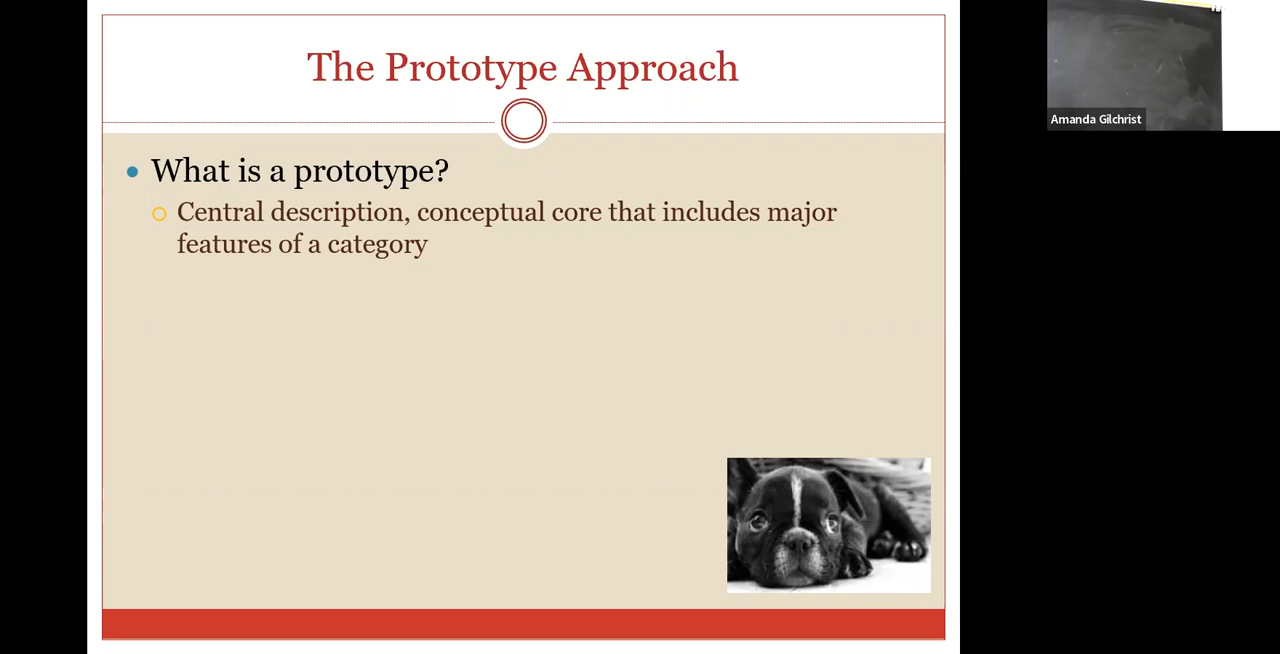 The Prototype Approach
What is a prototype?
Central description, conceptual core that includes major
features of a category
Amanda Gilchrist